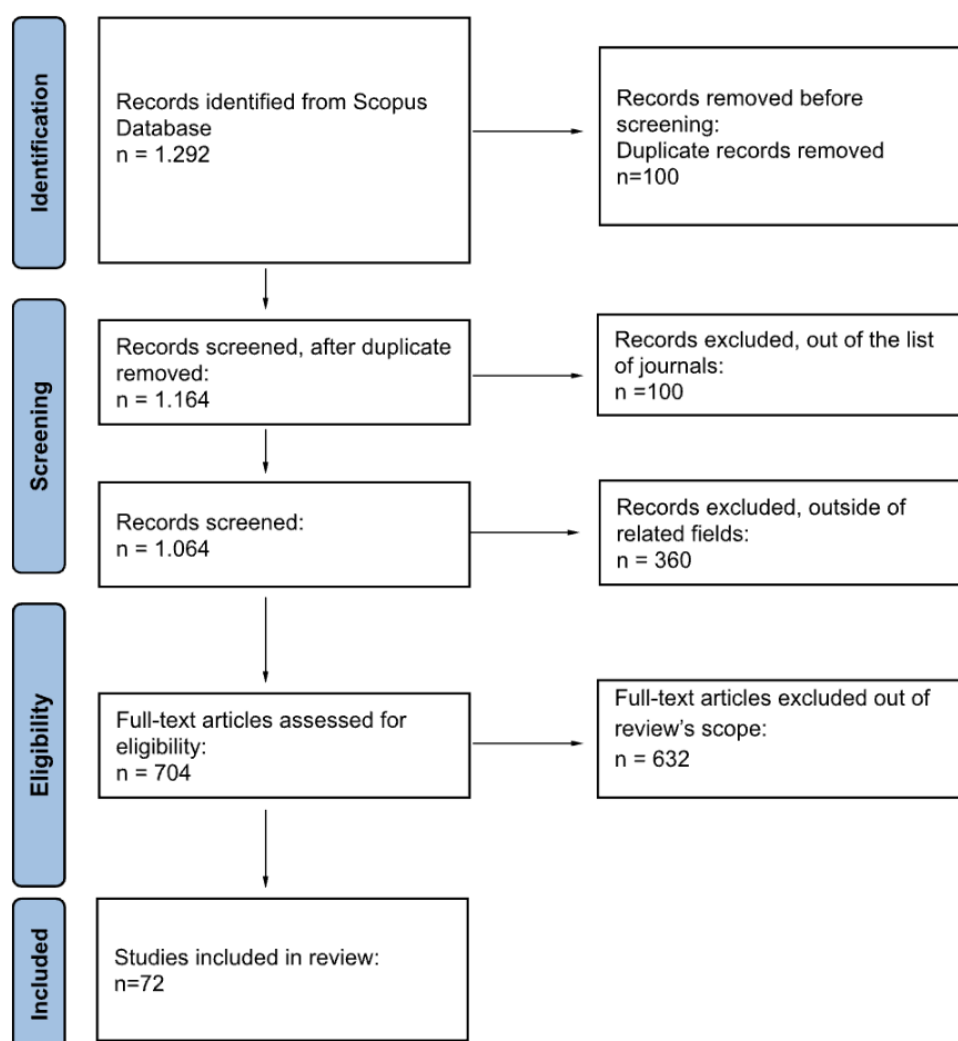 Identification
Records identified from Scopus
Database
n = 1.292
Records removed before
screening:
Duplicate records removed
n=100
Screening
Records screened, after duplicate
removed:
n = 1.164
Records excluded, out of the list
of journals:
n =100
Records screened:
n = 1.064
Records excluded, outside of
related fields:
n = 360
Eligibility
Full-text articles assessed for
eligibility:
n = 704
Full-text articles excluded out of
review's scope:
n = 632
Included
Studies included in review:
n=72